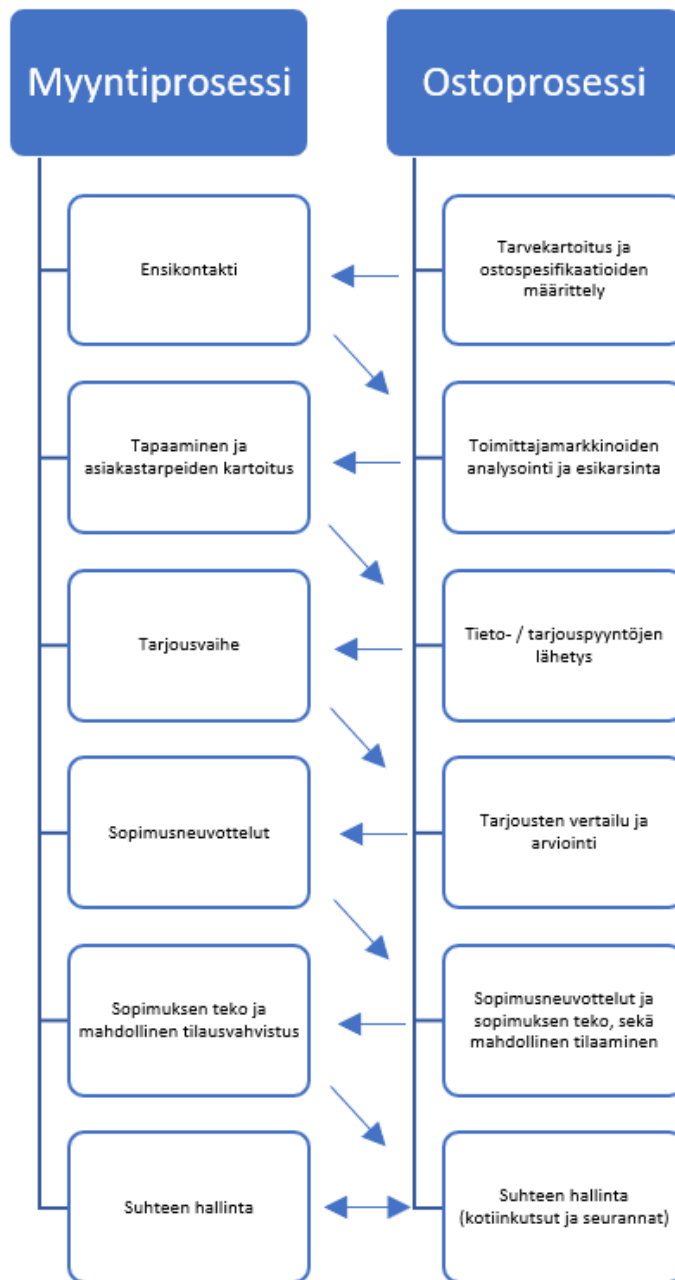 Myyntiprosessi
Ostoprosessi
Ensikontakti
Tarvekartoitus ja
ostospesifikaatioiden
määrittely
Tapaaminen ja
asiakastarpeiden kartoitus
Toimittajamarkkinoiden
analysointi ja esikarsinta
Tarjousvaihe
Tieto- / tarjouspyyntöjen
lähetys
Sopimusneuvottelut
Tarjousten vertailu ja
arviointi
Sopimuksen teko ja
mahdollinen tilausvahvistus
Sopimusneuvottelut ja
sopimuksen teko, sekä
mahdollinen tilaaminen
Suhteen hallinta
Suhteen hallinta
(kotiinkutsut ja seurannat)